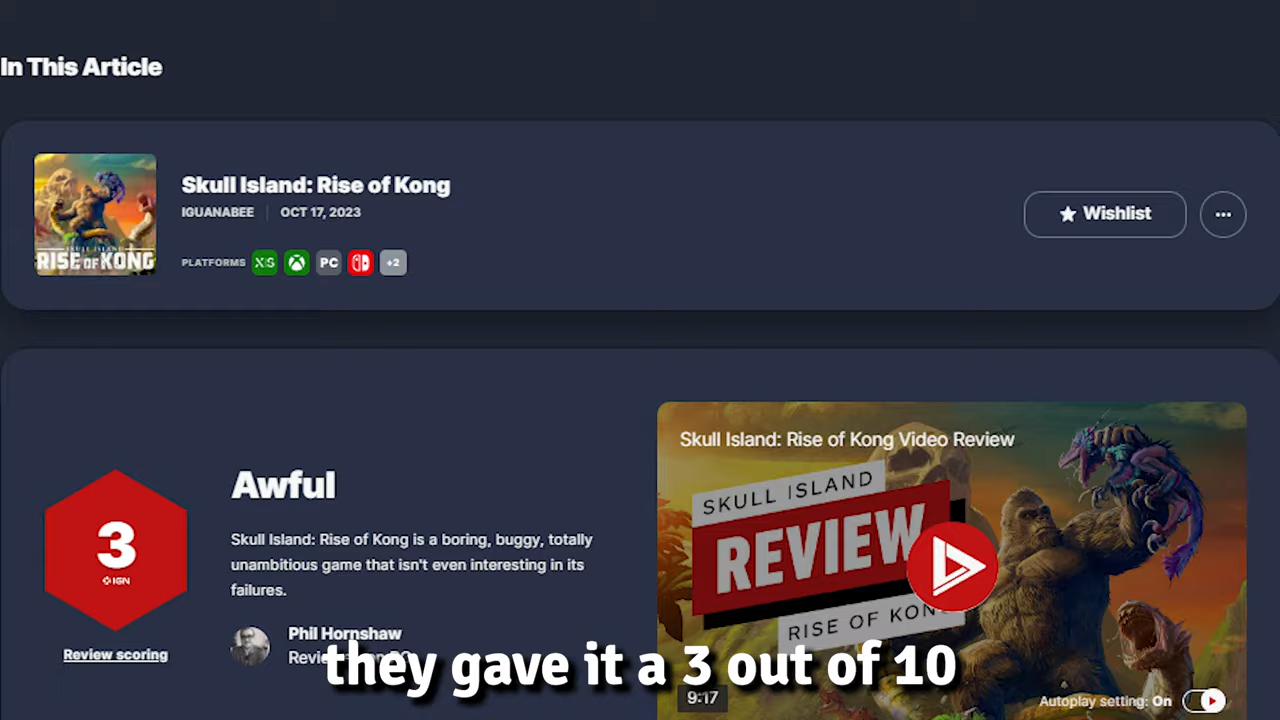 In This Article
SKULL ISLAND
RISE OF KONG
Skull Island: Rise of Kong
IGUANABEE
OCT 17, 2023
PLATFORMS
X|S
PC
+2
Wishlist
3
IGN
Review scoring
Awful
Skull Island: Rise of Kong is a boring, buggy, totally
unambitious game that isn't even interesting in its
failures.
Phil Hornshaw
Skull Island: Rise of Kong Video Review
SKULL ISLAND
REVIEW
RISE OF KONG
9:17
Autoplay setting: On
they gave it a 3 out of 10